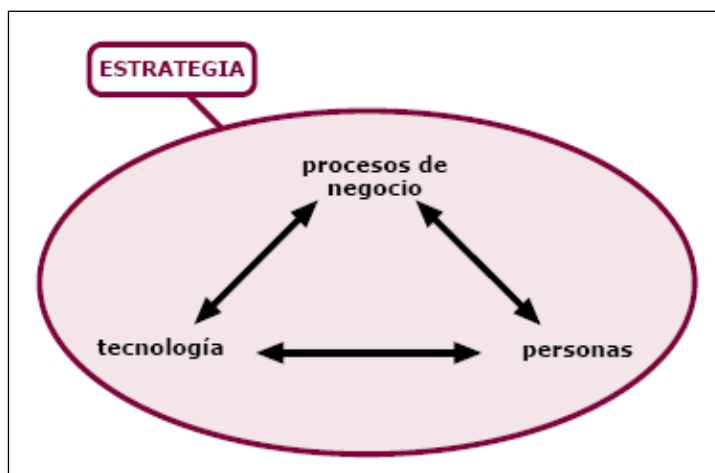 ESTRATEGIA
procesos de
negocio
tecnología
personas